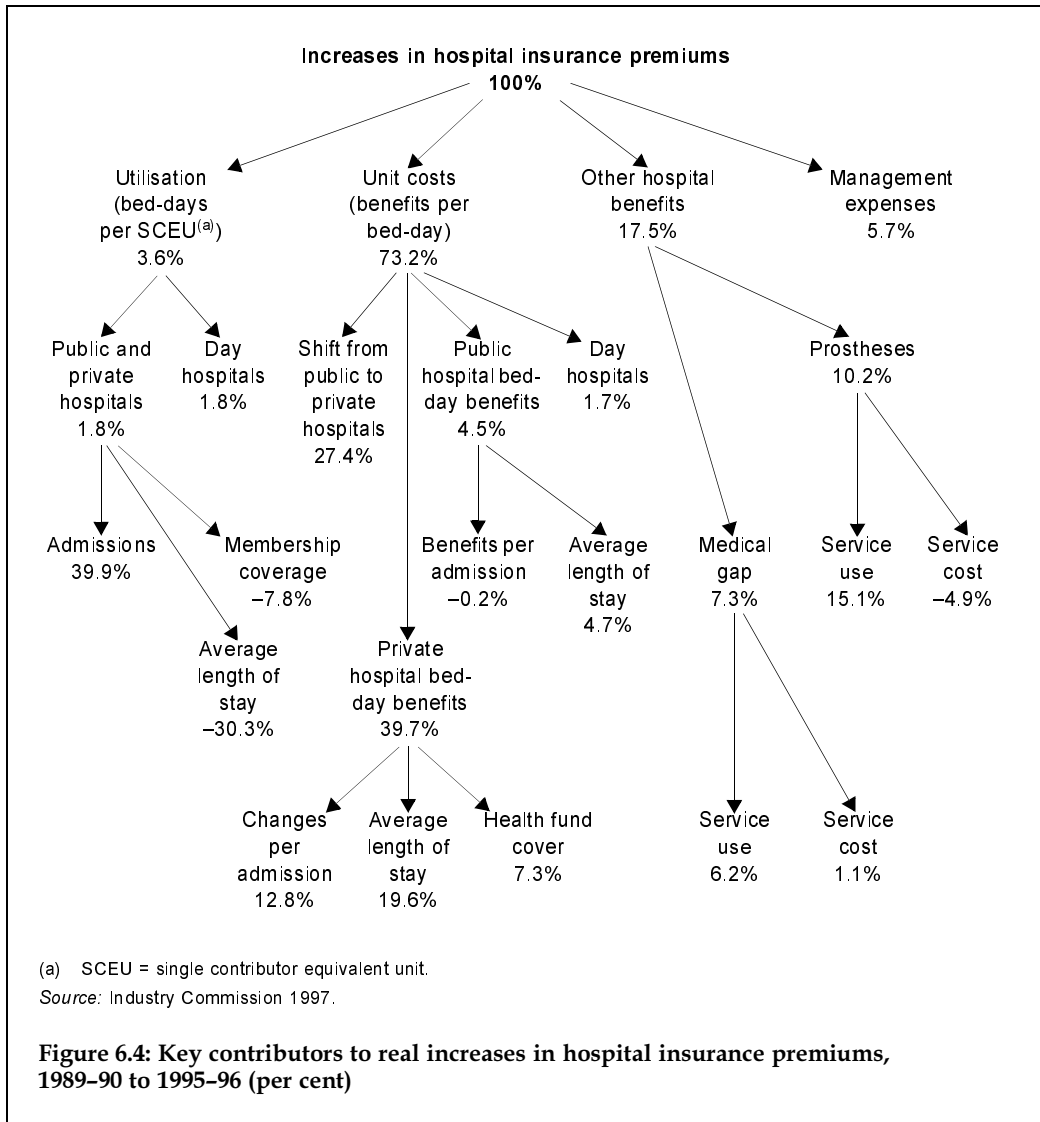 Increases in hospital insurance premiums
100%
Utilisation
(bed-days
per SCEU(a))
3.6%
Unit costs
(benefits per
bed-day)
73.2%
Other hospital
benefits
17.5%
Management
expenses
5.7%
Public and
private
hospitals
1.8%
Day
hospitals
1.8%
Shift from
public to
private
hospitals
27.4%
Public
hospital bed-
day benefits
4.5%
Day
hospitals
1.7%
Prostheses
10.2%
Admissions
39.9%
Membership
coverage
–7.8%
Benefits per
admission
–0.2%
Average
length of
stay
4.7%
Medical
gap
7.3%
Service
use
15.1%
Service
cost
–4.9%
Average
length of
stay
–30.3%
Private
hospital bed-
day benefits
39.7%
Changes
per
admission
12.8%
Average
length of
stay
19.6%
Health fund
cover
7.3%
Service
use
6.2%
Service
cost
1.1%
(a) SCEU = single contributor equivalent unit.
Source: Industry Commission 1997.
Figure 6.4: Key contributors to real increases in hospital insurance premiums,
1989–90 to 1995–96 (per cent)